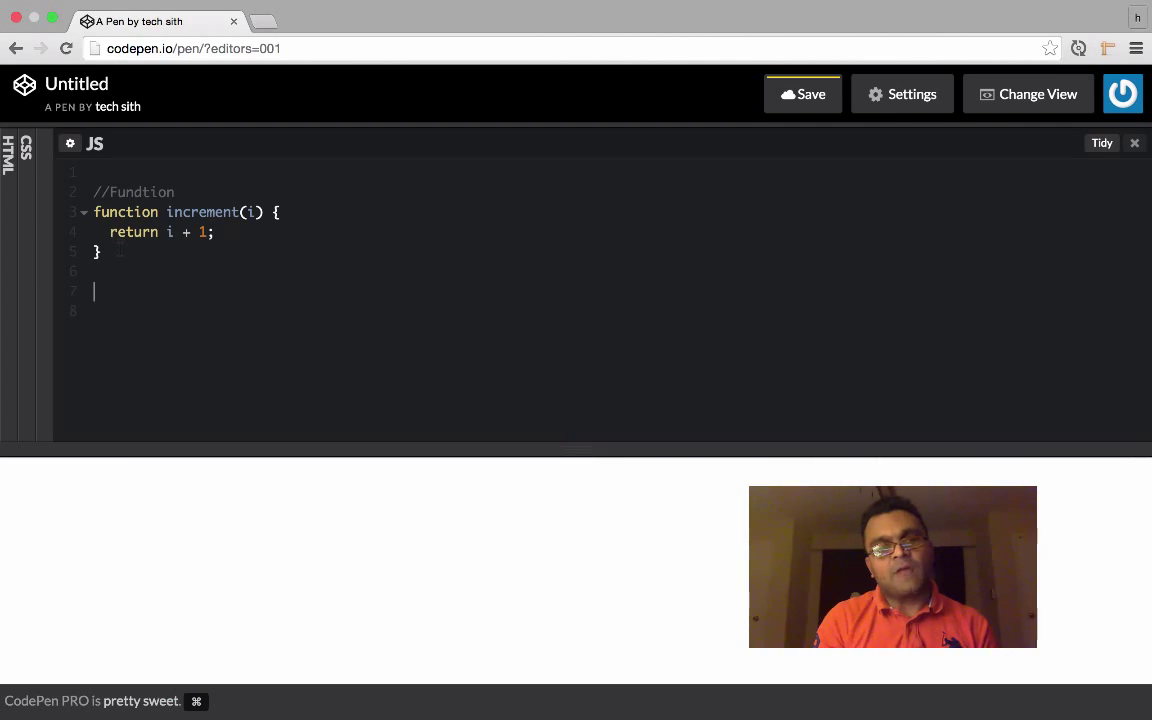 A Pen by tech sith
h
codepen.io/pen/?editors=001
Untitled
A PEN BY tech sith
Save
Settings
Change View
HTML
CSS
JS
Tidy
1
2 //Fundtion
3 function increment(i) {
4 return i + 1;
5 }
6
7
8
CodePen PRO is pretty sweet. ⌘